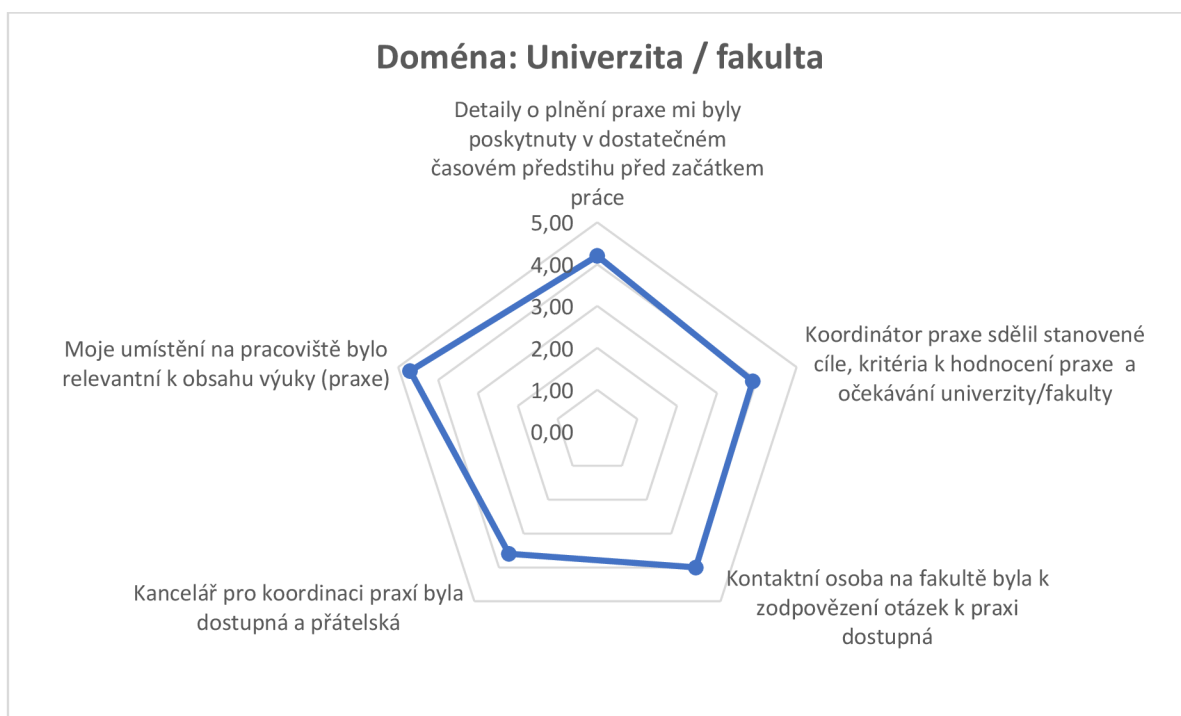 Doména: Univerzita / fakulta
Detaily o plnění praxe mi byly
poskytnuty v dostatečném
časovém předstihu před začátkem
práce
5,00
4,00
3,00
2,00
1,00
0,00
Koordinátor praxe sdělil stanovené
cíle, kritéria k hodnocení praxe  a
očekávání univerzity/fakulty
Kontaktní osoba na fakultě byla k
zodpovězení otázek k praxi
dostupná
Kancelář pro koordinaci praxí byla
dostupná a přátelská
Moje umístění na pracoviště bylo
relevantní k obsahu výuky (praxe)